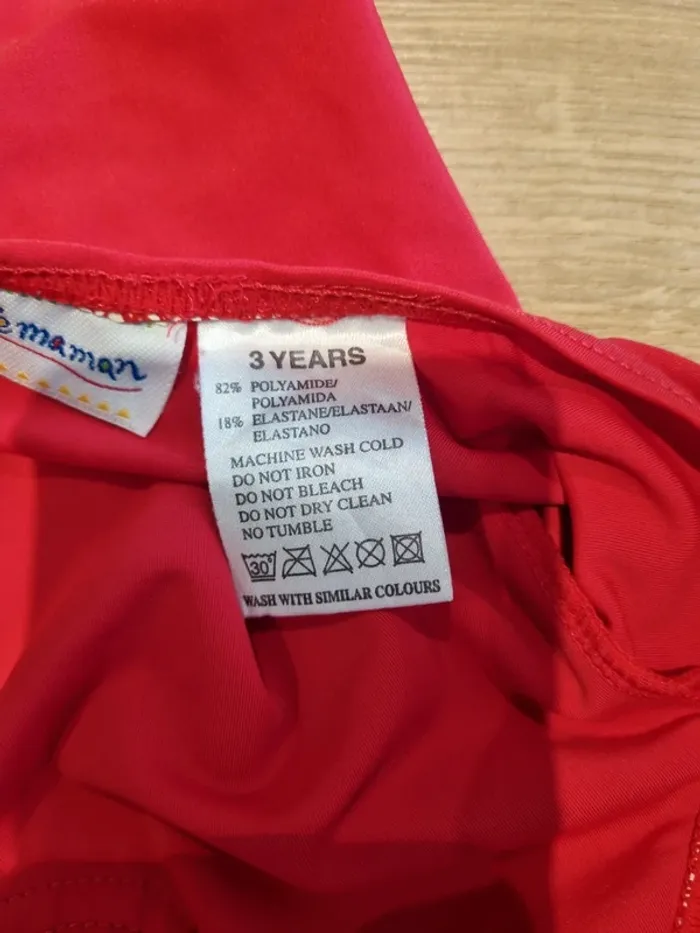 maman
3 YEARS
82% POLYAMIDE/
POLYAMIDA
18% ELASTANE/ELASTAAN/
ELASTANO
MACHINE WASH COLD
DO NOT IRON
DO NOT BLEACH
DO NOT DRY CLEAN
NO TUMBLE
30°
WASH WITH SIMILAR COLOURS